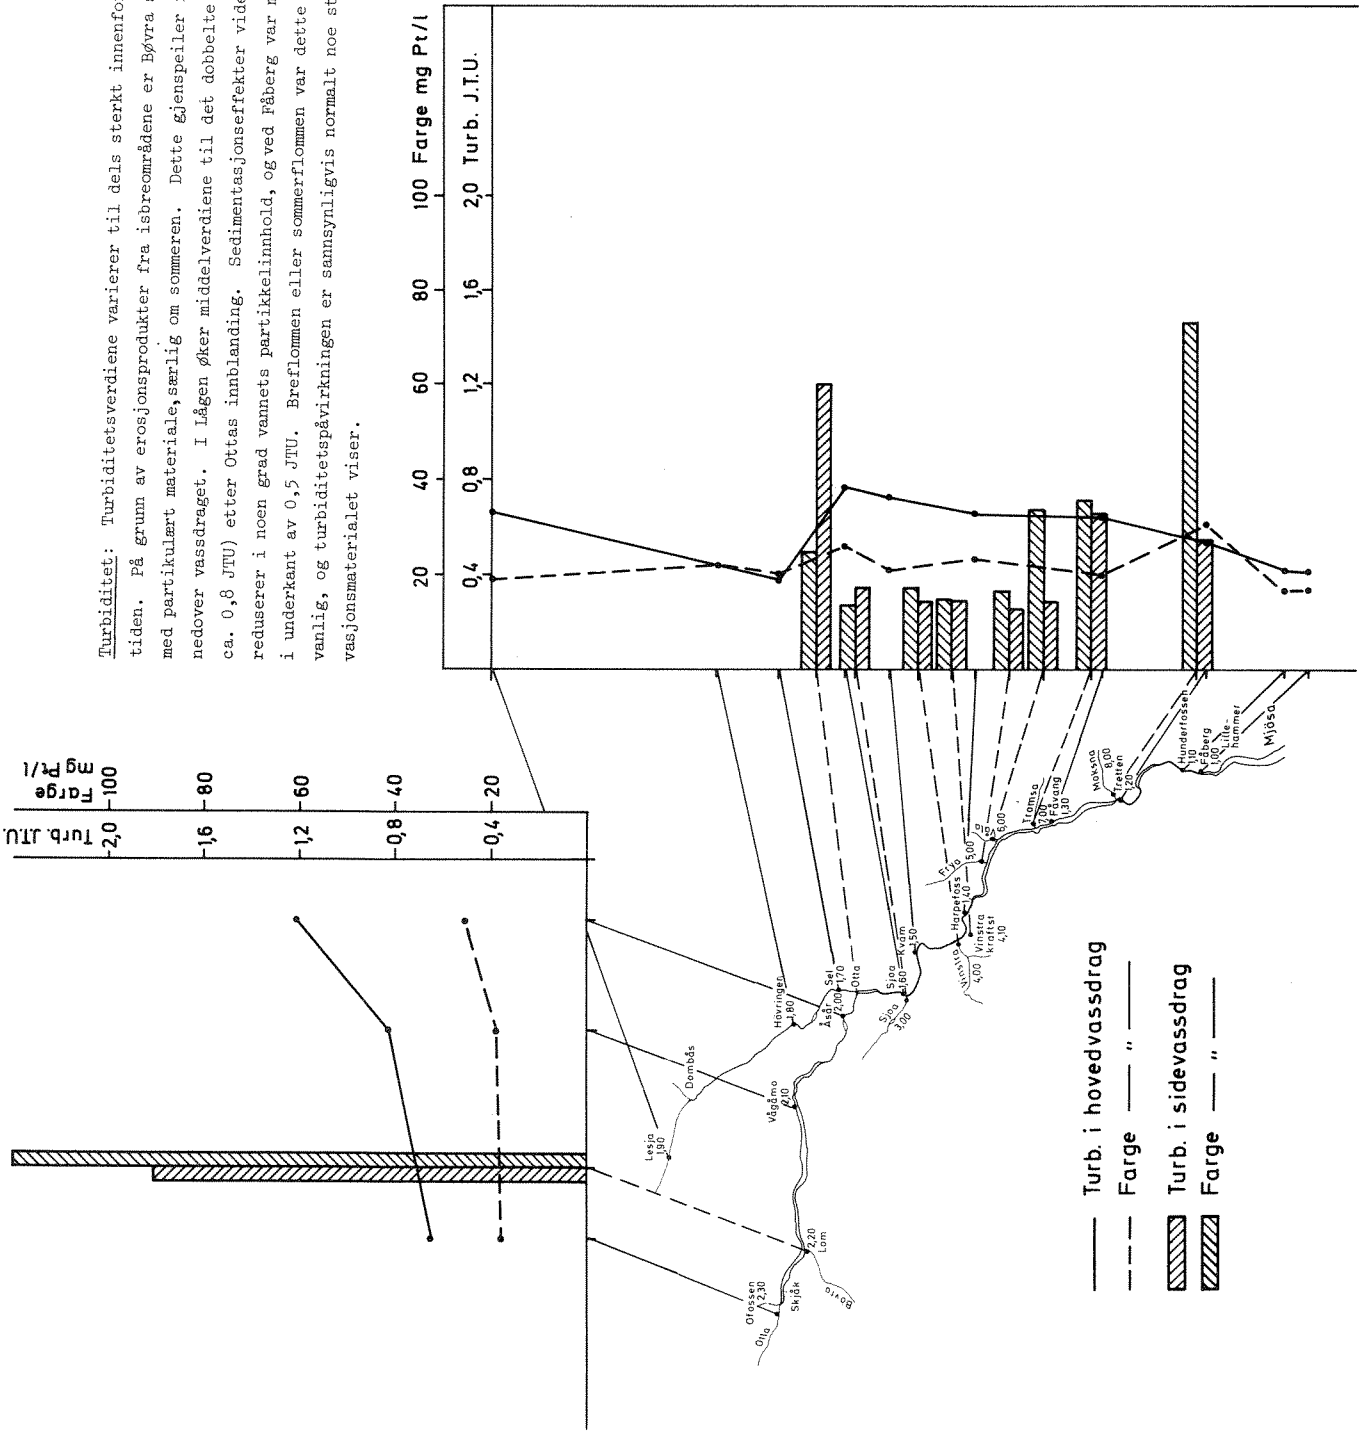 Turbiditet: Turbiditetsverdiene varierer til dels sterkt
tiden. På grunn av erosjonsprodukter fra isbreområdene er Bøvra
med partikulært materiale, særlig om sommeren. Dette gjenspeiler
nedover vassdraget. I Lågen øker middelverdiene til det dobbelte
ca. 0,8 JTU) etter Ottas innblanding. Sedimentasjonseffekter
reduserer i noen grad vannets partikkelinnhold, og ved Fåberg var
i underkant av 0,5 JTU. Breflommen eller sommerflommen var dette
vanlig, og turbiditetspåvirkningen er sannsynligvis normalt noe
vasjonsmaterialet viser.
Farge mg Pt/l
100
80
60
40
20
Turb. J.T.U.
2,0
1,6
1,2
0,8
0,4
100 Farge mg Pt/l
80
60
40
20
2,0 Turb. J.T.U.
1,6
1,2
0,8
0,4
Otta
Ofossen
2,30
Skjåk
Bövra
2,20
Lom
Lesja
1,90
Dombås
Vågåmo
2,10
Hövringen
1,80
Åsår
2,00
Sel
1,70
Otta
Sjoa
1,60
Sjoa
3,00
Kvam
1,50
Vinstra
4,00
Harpefoss
1,40
Vinstra
kraftst
4,10
Frya
5,00
Våla
6,00
Tromsa
7,00
Fåvang
1,30
Moksna
8,00
Tretten
1,20
Hunderfossen
1,10
Fåberg
1,00
Lille-
hammer
Mjösa
Turb. i hovedvassdrag
Farge — " —
Turb. i sidevassdrag
Farge — " —